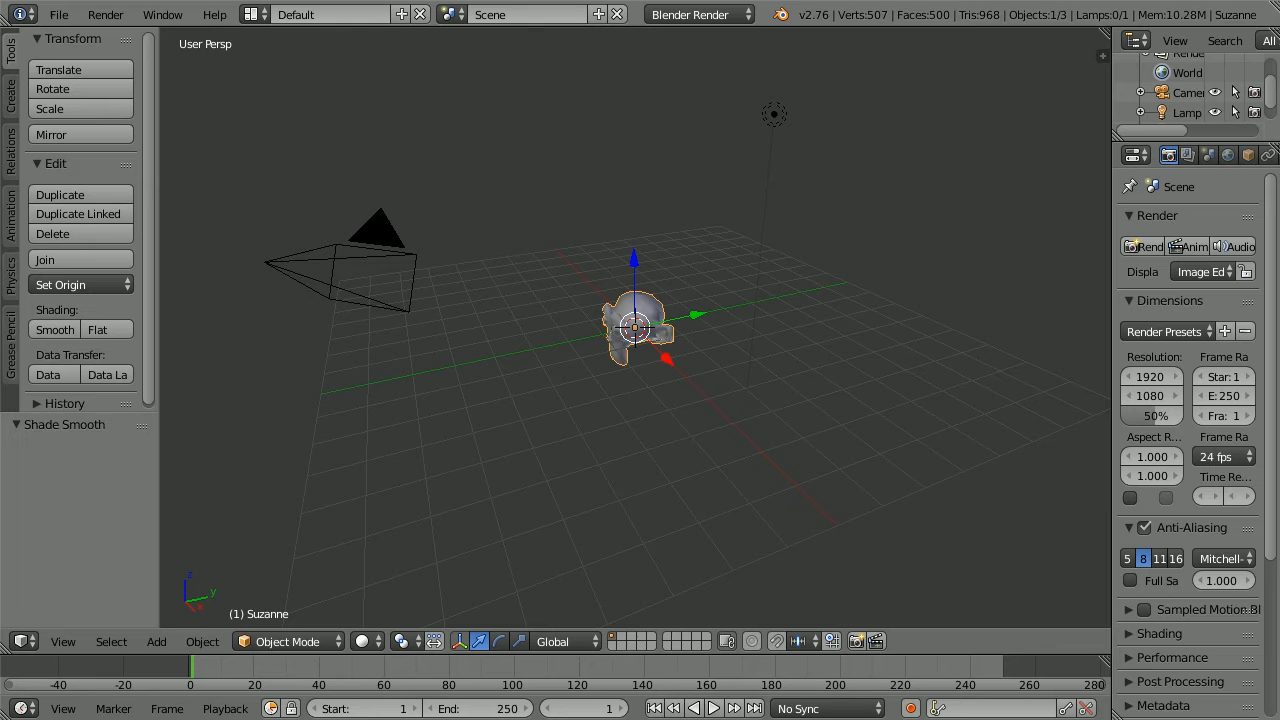 File Render Window Help Default Scene Blender Render v2.76 | Verts:507 | Faces:500 | Tris:968 | Objects:1/3 | Lamps:0/1 | Mem:10.28M | Suzanne
Tools
Create
Relations
Animation
Physics
Grease Pencil
Transform
Translate
Rotate
Scale
Mirror
Edit
Duplicate
Duplicate Linked
Delete
Join
Set Origin
Shading:
Smooth Flat
Data Transfer:
Data Data La
History
Shade Smooth
User Persp
z
y
x
(1) Suzanne
View Search All
World
Camer
Lamp
Scene
Render
Rend Anim Audio
Displa Image Ed
Dimensions
Render Presets
Resolution: Frame Ra
1920 Star: 1
1080 E: 250
50% Fra: 1
Aspect R... Frame Ra
1.000 24 fps
1.000 Time Re...
Anti-Aliasing
5 8 11 16 Mitchell-
Full Sa 1.000
Sampled Motion Bl
Shading
Performance
Post Processing
Metadata
View Select Add Object Object Mode Global
-40 -20 0 20 40 60 80 100 120 140 160 180 200 220 240 260 280
View Marker Frame Playback Start: 1 End: 250 1 No Sync